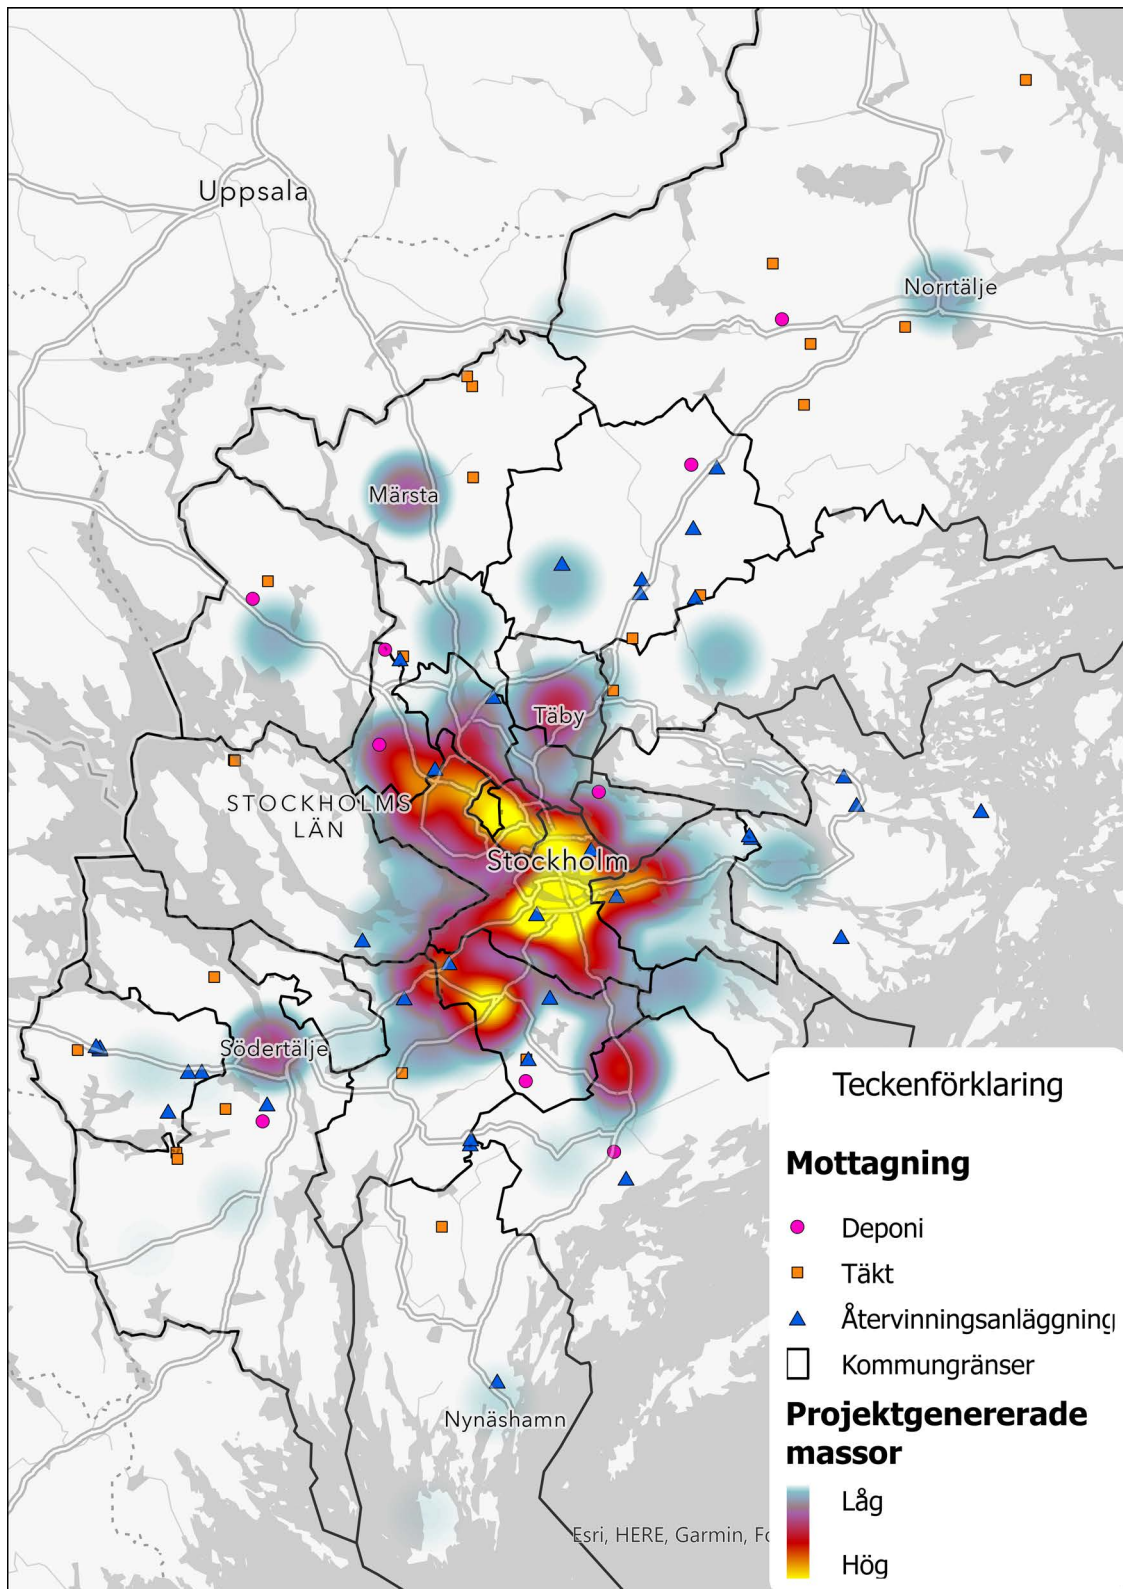 Uppsala
Norrtälje
Märsta
Täby
STOCKHOLMS
LÄN
Stockholm
Södertälje
Nynäshamn
Esri, HERE, Garmin,
Teckenförklaring
Mottagning
Deponi
Täkt
Återvinningsanläggning
Kommungränser
Projektgenererade
massor
Låg
Hög